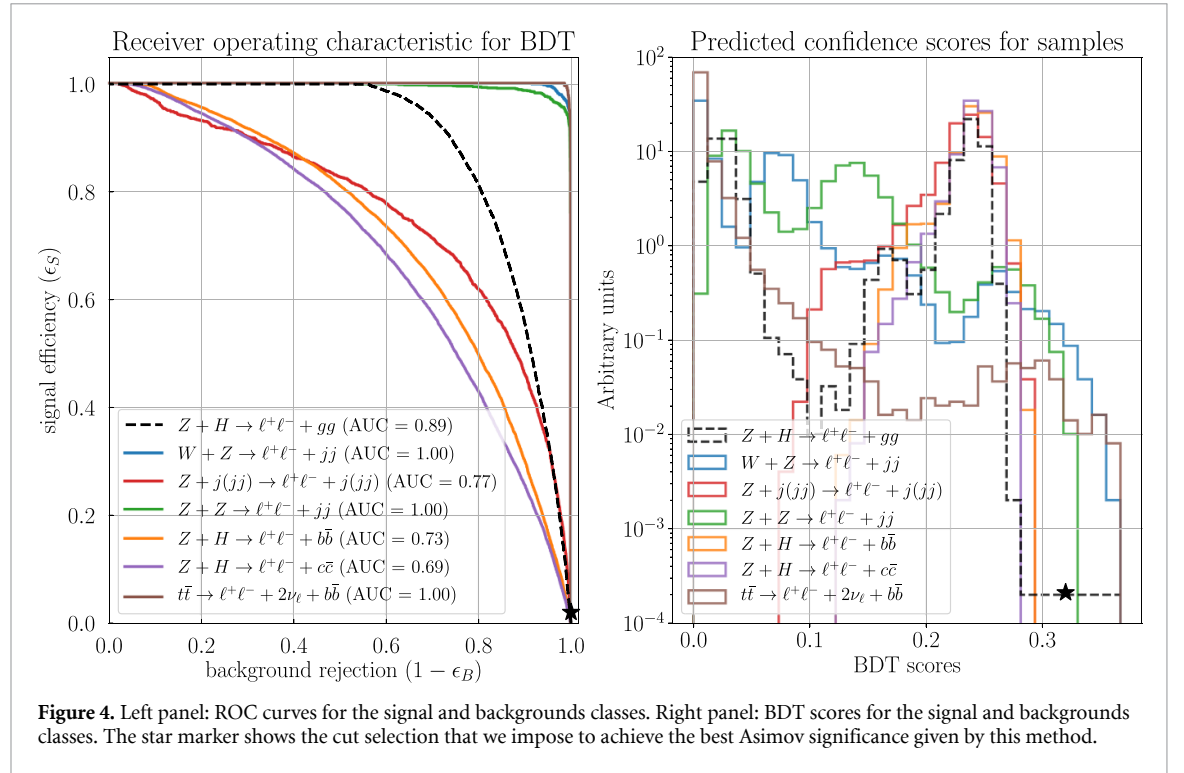 Receiver operating characteristic for BDT
signal efficiency (ϵ_S)
1.0
0.8
0.6
0.4
0.2
0.0
Z + H → ℓ⁺ℓ⁻ + gg (AUC = 0.89)
W + Z → ℓ⁺ℓ⁻ + jj (AUC = 1.00)
Z + j(jj) → ℓ⁺ℓ⁻ + j(jj) (AUC = 0.77)
Z + Z → ℓ⁺ℓ⁻ + jj (AUC = 1.00)
Z + H → ℓ⁺ℓ⁻ + bb̄ (AUC = 0.73)
Z + H → ℓ⁺ℓ⁻ + cc̄ (AUC = 0.69)
tt̄ → ℓ⁺ℓ⁻ + 2ν_ℓ + bb̄ (AUC = 1.00)
0.0 0.2 0.4 0.6 0.8 1.0
background rejection (1 − ϵ_B)
Predicted confidence scores for samples
Arbitrary units
10²
10¹
10⁰
10⁻¹
10⁻²
10⁻³
10⁻⁴
Z + H → ℓ⁺ℓ⁻ + gg
W + Z → ℓ⁺ℓ⁻ + jj
Z + j(jj) → ℓ⁺ℓ⁻ + j(jj)
Z + Z → ℓ⁺ℓ⁻ + jj
Z + H → ℓ⁺ℓ⁻ + bb̄
Z + H → ℓ⁺ℓ⁻ + cc̄
tt̄ → ℓ⁺ℓ⁻ + 2ν_ℓ + bb̄
0.0 0.1 0.2 0.3
BDT scores
Figure 4. Left panel: ROC curves for the signal and backgrounds classes. Right panel: BDT scores for the signal and backgrounds
classes. The star marker shows the cut selection that we impose to achieve the best Asimov significance given by this method.